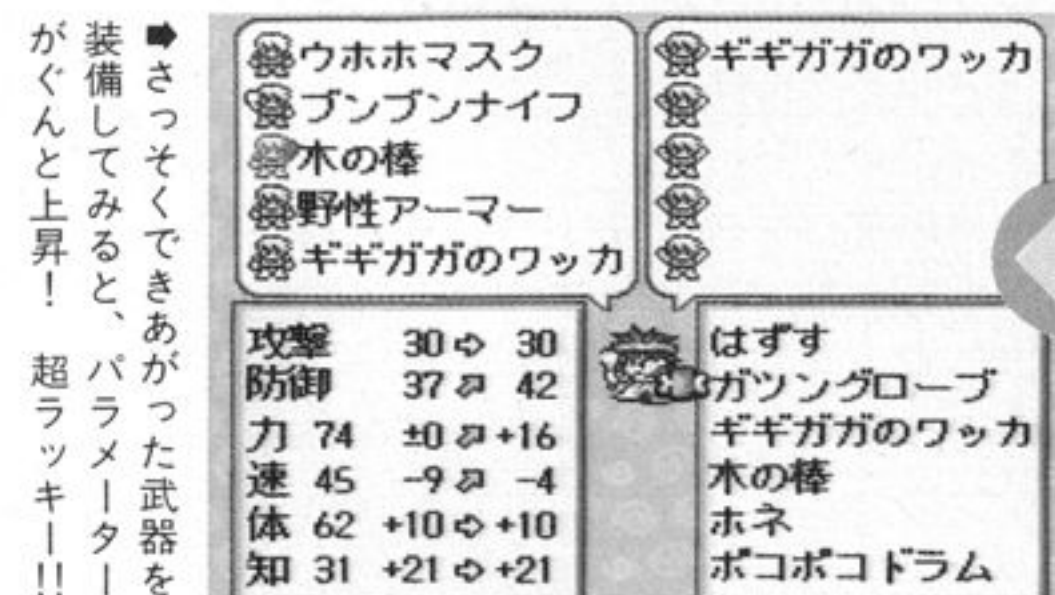 ➡さっそくできあがった武器を
装備してみると、パラメーター
がぐんと上昇！　超ラッキー!!
ウホホマスク
ブンブンナイフ
木の棒
野性アーマー
ギギガガのワッカ
ギギガガのワッカ
攻撃 30⇨ 30
防御 37⬀ 42
力 74 ±0⬀+16
速 45 -9⬀ -4
体 62 +10⇨+10
知 31 +21⇨+21
はずす
ガツングローブ
ギギガガのワッカ
木の棒
ホネ
ポコポコドラム